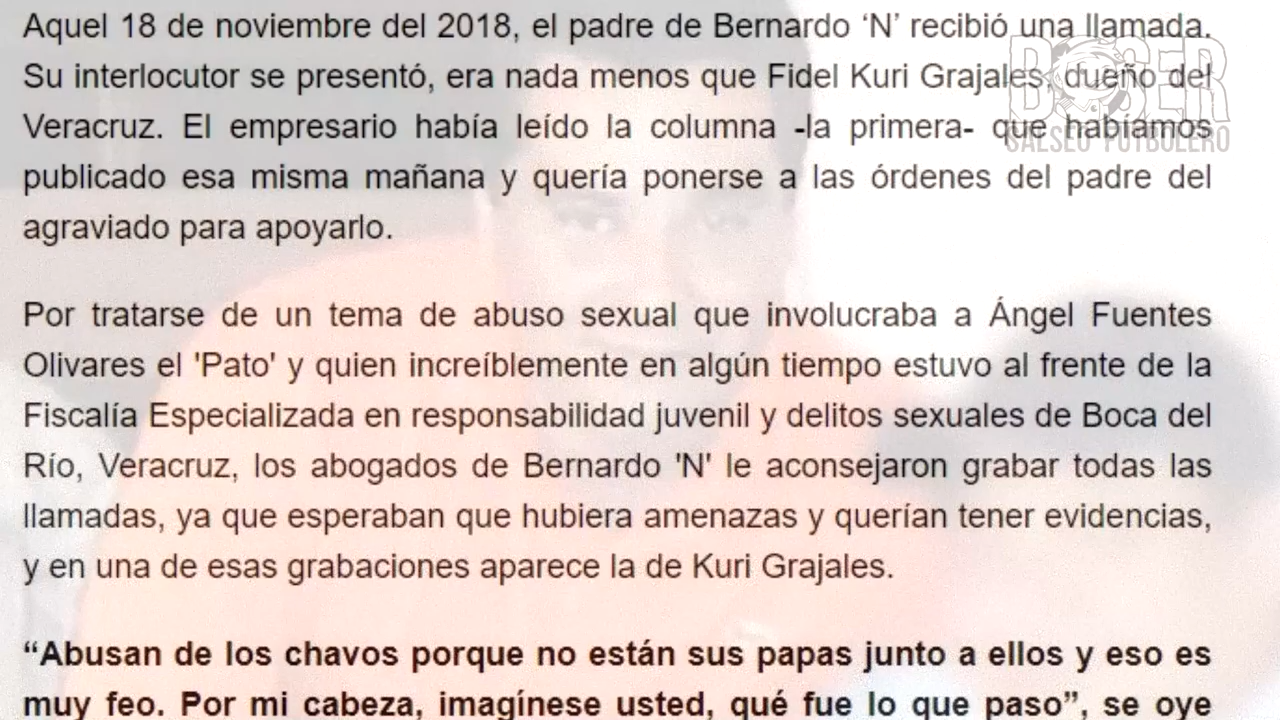 Aquel 18 de noviembre del 2018, el padre de Bernardo ‘N’ recibió una llamada.
Su interlocutor se presentó, era nada menos que Fidel Kuri Grajales, dueño del
Veracruz. El empresario había leído la columna -la primera- que habíamos
publicado esa misma mañana y quería ponerse a las órdenes del padre del
agraviado para apoyarlo.
Por tratarse de un tema de abuso sexual que involucraba a Ángel Fuentes
Olivares el 'Pato' y quien increíblemente en algún tiempo estuvo al frente de la
Fiscalía Especializada en responsabilidad juvenil y delitos sexuales de Boca del
Río, Veracruz, los abogados de Bernardo 'N' le aconsejaron grabar todas las
llamadas, ya que esperaban que hubiera amenazas y querían tener evidencias,
y en una de esas grabaciones aparece la de Kuri Grajales.
“Abusan de los chavos porque no están sus papas junto a ellos y eso es
muy feo. Por mi cabeza, imagínese usted, qué fue lo que paso”, se oye
BOSER
SALSEO FUTBOLERO